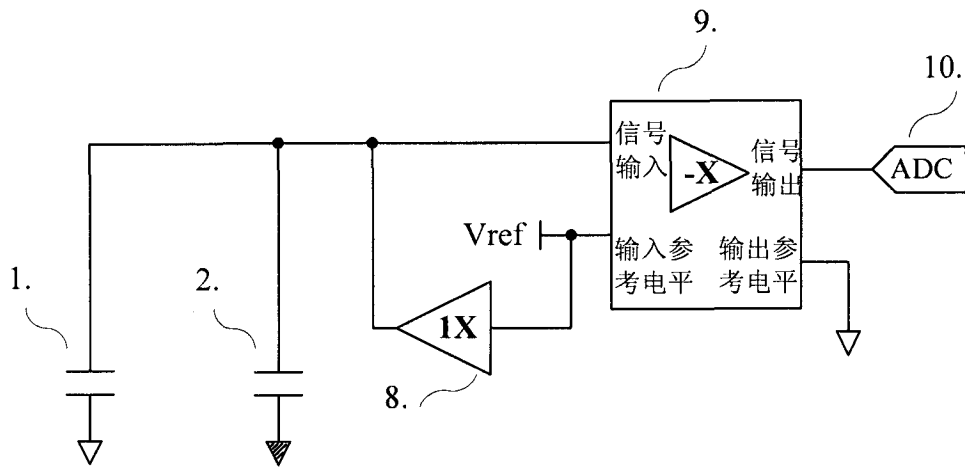 9.
10.
信号
输入
-X
信号
输出
ADC
Vref
输入参
考电平
输出参
考电平
1.
2.
1X
8.